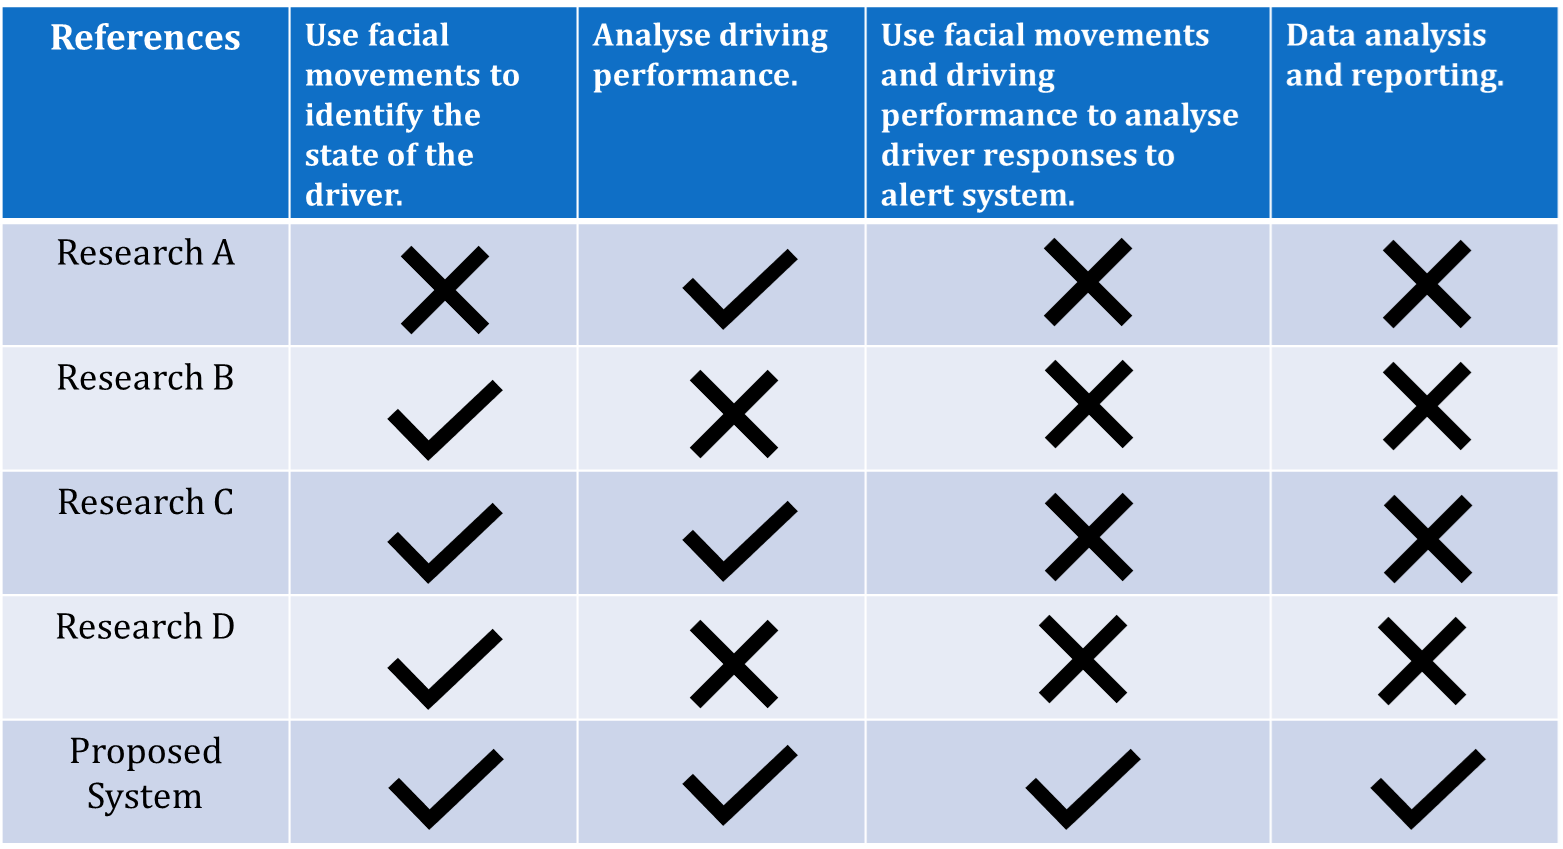 References
Use facial
movements to
identify the
state of the
driver.
Analyse driving
performance.
Use facial movements
and driving
performance to analyse
driver responses to
alert system.
Data analysis
and reporting.
Research A
Research B
Research C
Research D
Proposed
System